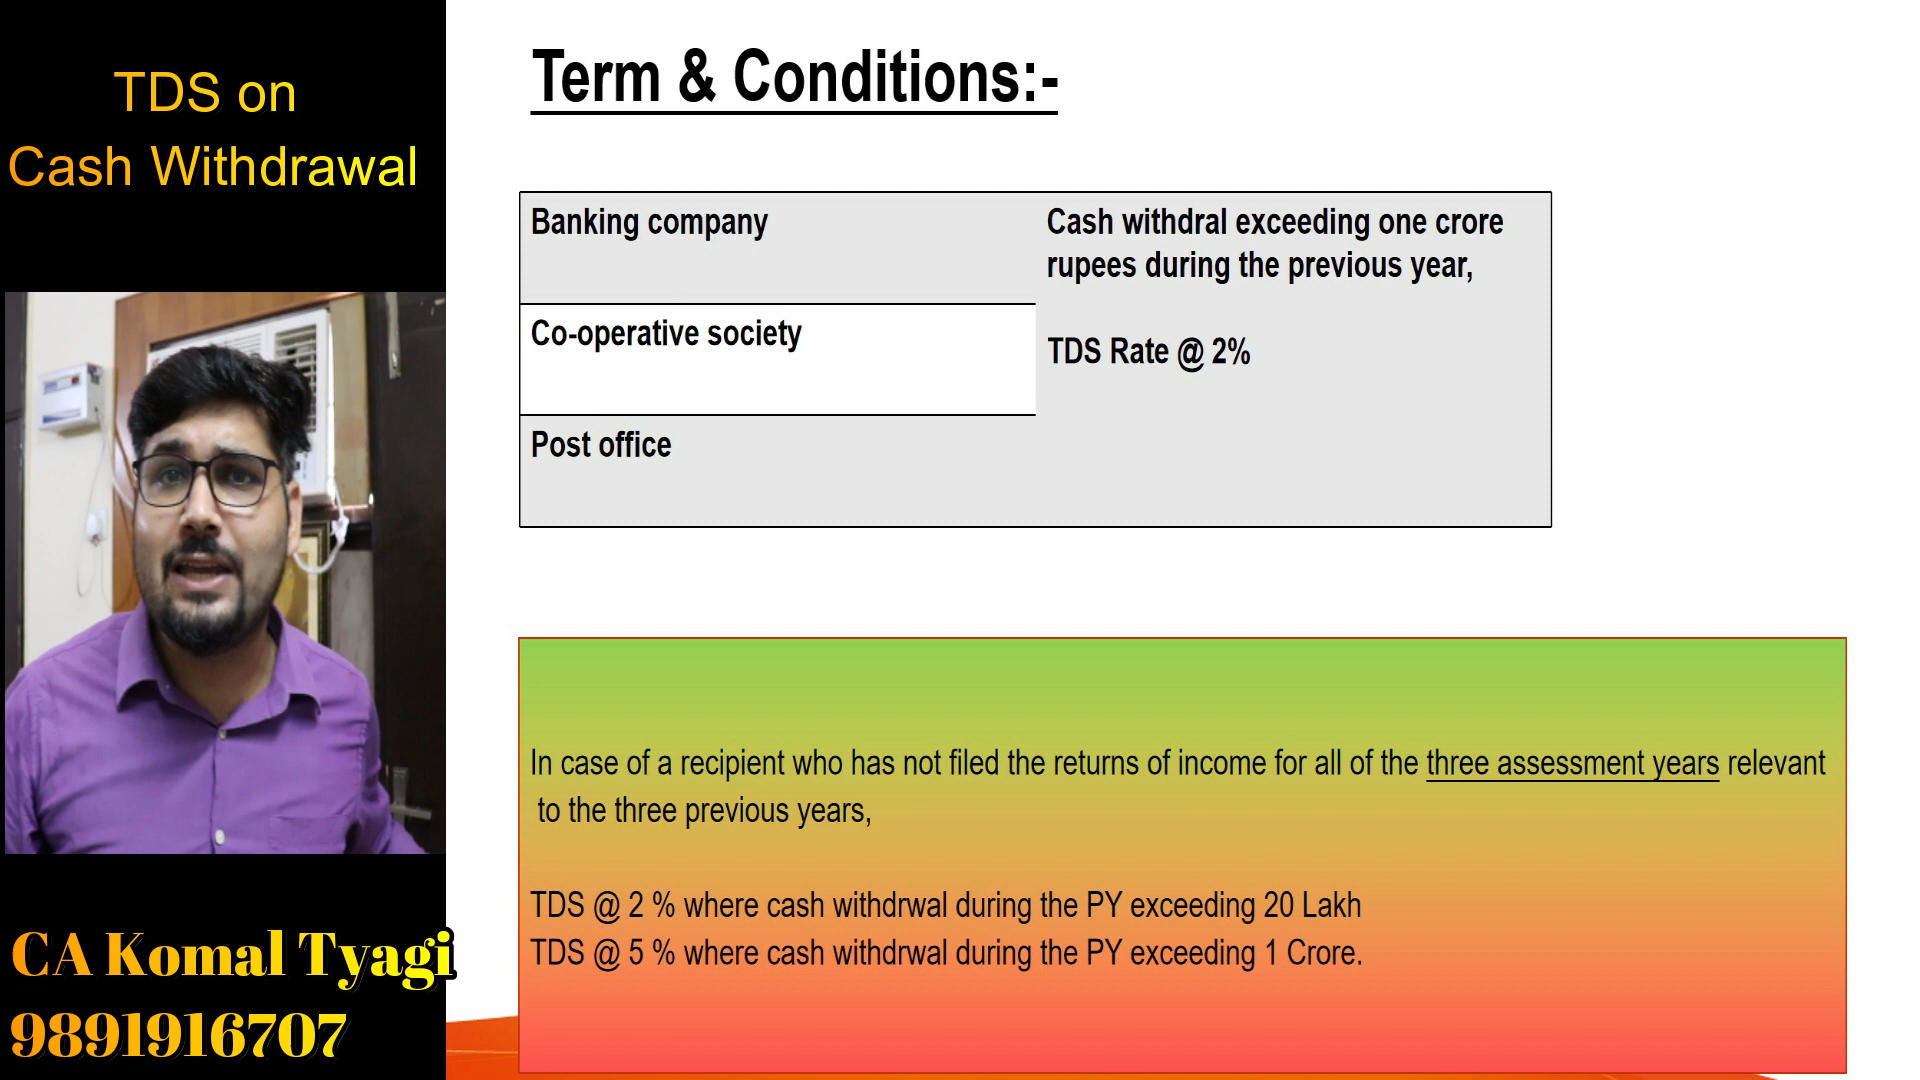 TDS on
Cash Withdrawal
CA Komal Tyagi
9891916707
Term & Conditions:-
Banking company
Co-operative society
Post office
Cash withdral exceeding one crore
rupees during the previous year,
TDS Rate @ 2%
In case of a recipient who has not filed the returns of income for all of the three assessment years relevant
to the three previous years,
TDS @ 2 % where cash withdrwal during the PY exceeding 20 Lakh
TDS @ 5 % where cash withdrwal during the PY exceeding 1 Crore.